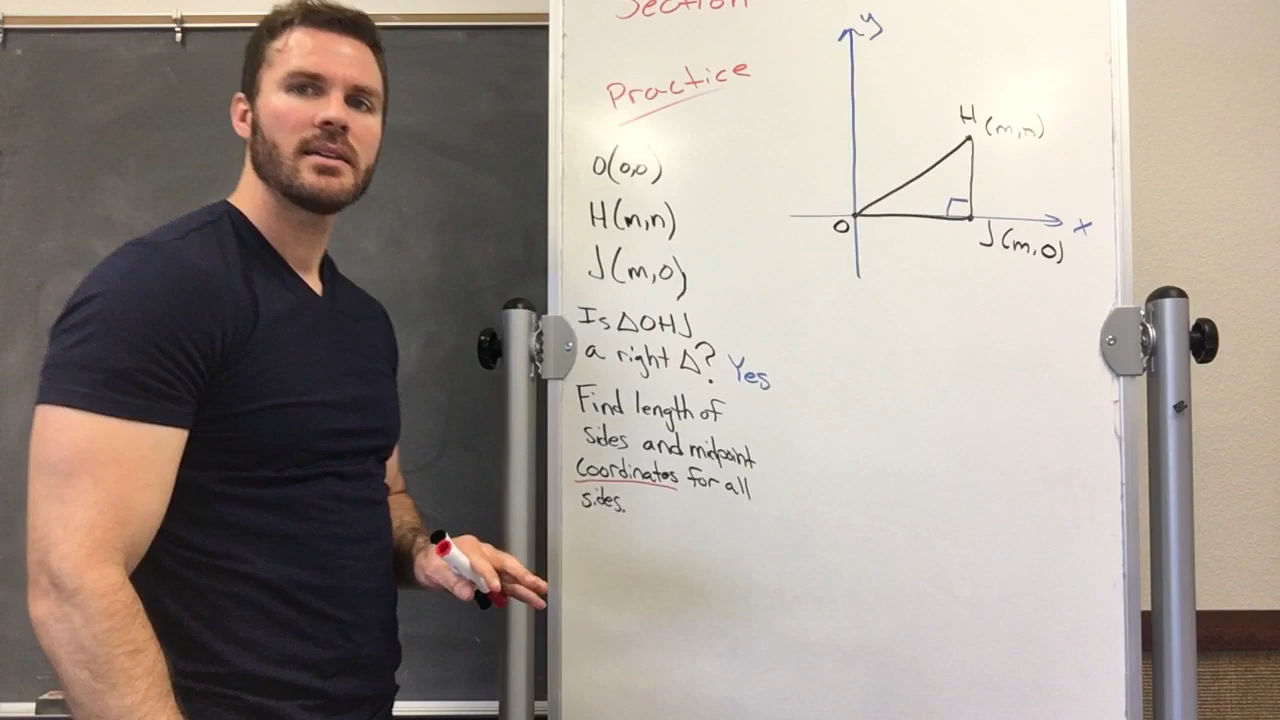 Section
Practice
O(0,0)
H(m,n)
J(m,0)
Is △OHJ
a right △? Yes
Find length of
sides and midpoint
coordinates for all
sides.
y
H(m,n)
O
J(m,0)
x